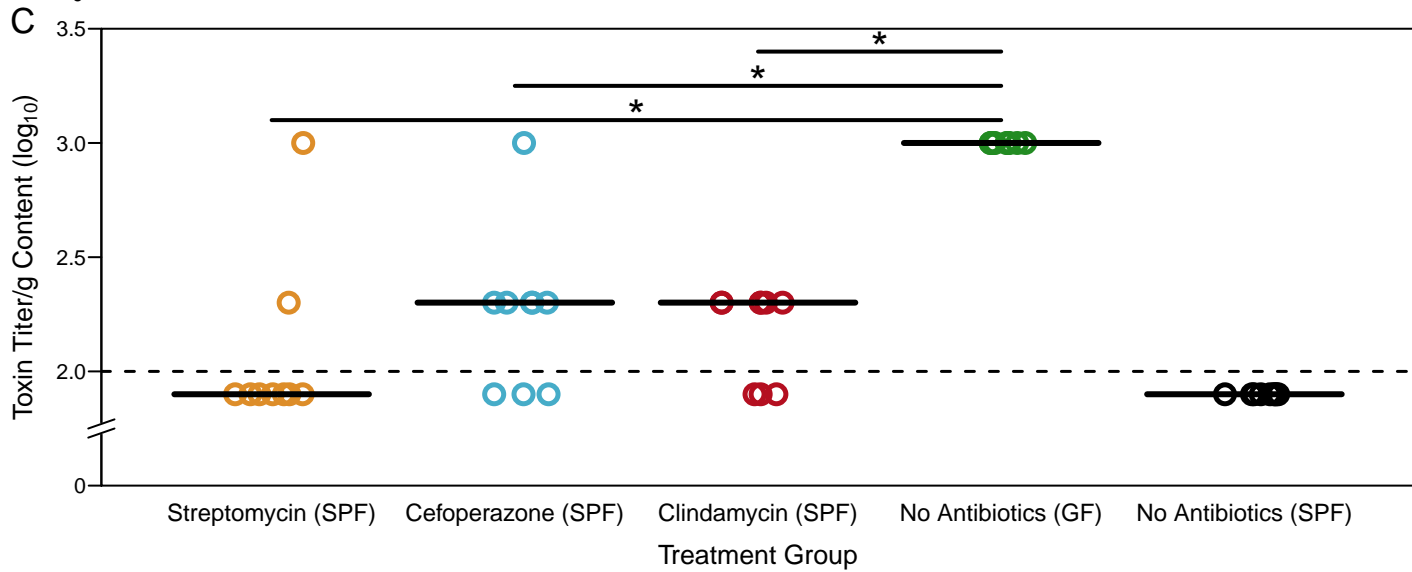 C
3.5
3.0
2.5
2.0
0
Toxin Titer/g Content (log₁₀)
*
*
*
Streptomycin (SPF) Cefoperazone (SPF) Clindamycin (SPF) No Antibiotics (GF) No Antibiotics (SPF)
Treatment Group